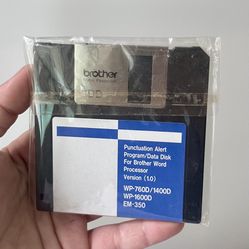 brother
Punctuation Alert
Program/Data Disk
For Brother Word
Processor
Version (1.0)
WP-760D/1400D
WP-1600D
EM-350